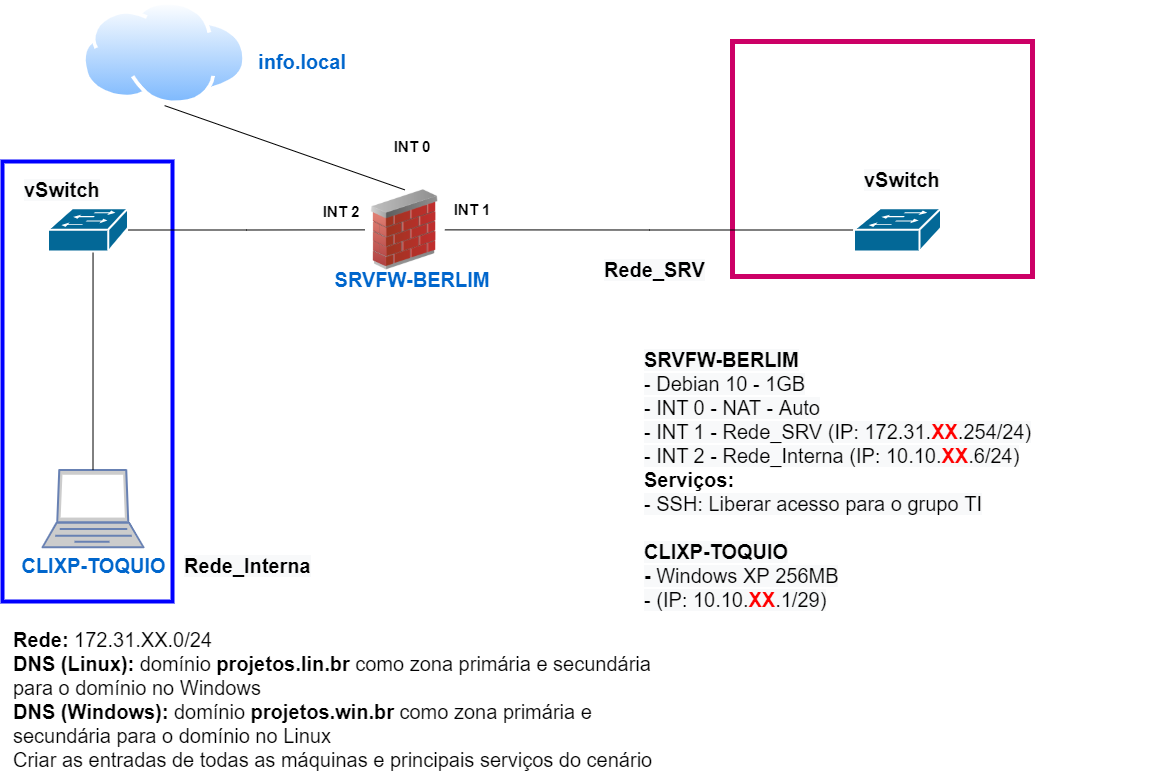 info.local
INT 0
vSwitch
vSwitch
INT 2
INT 1
SRVFW-BERLIM
Rede_SRV
SRVFW-BERLIM
- Debian 10 - 1GB
- INT 0 - NAT - Auto
- INT 1 - Rede_SRV (IP: 172.31.XX.254/24)
- INT 2 - Rede_Interna (IP: 10.10.XX.6/24)
Serviços:
- SSH: Liberar acesso para o grupo TI
CLIXP-TOQUIO
- Windows XP 256MB
- (IP: 10.10.XX.1/29)
CLIXP-TOQUIO
Rede_Interna
Rede: 172.31.XX.0/24
DNS (Linux): domínio projetos.lin.br como zona primária e secundária
para o domínio no Windows
DNS (Windows): domínio projetos.win.br como zona primária e
secundária para o domínio no Linux
Criar as entradas de todas as máquinas e principais serviços do cenário